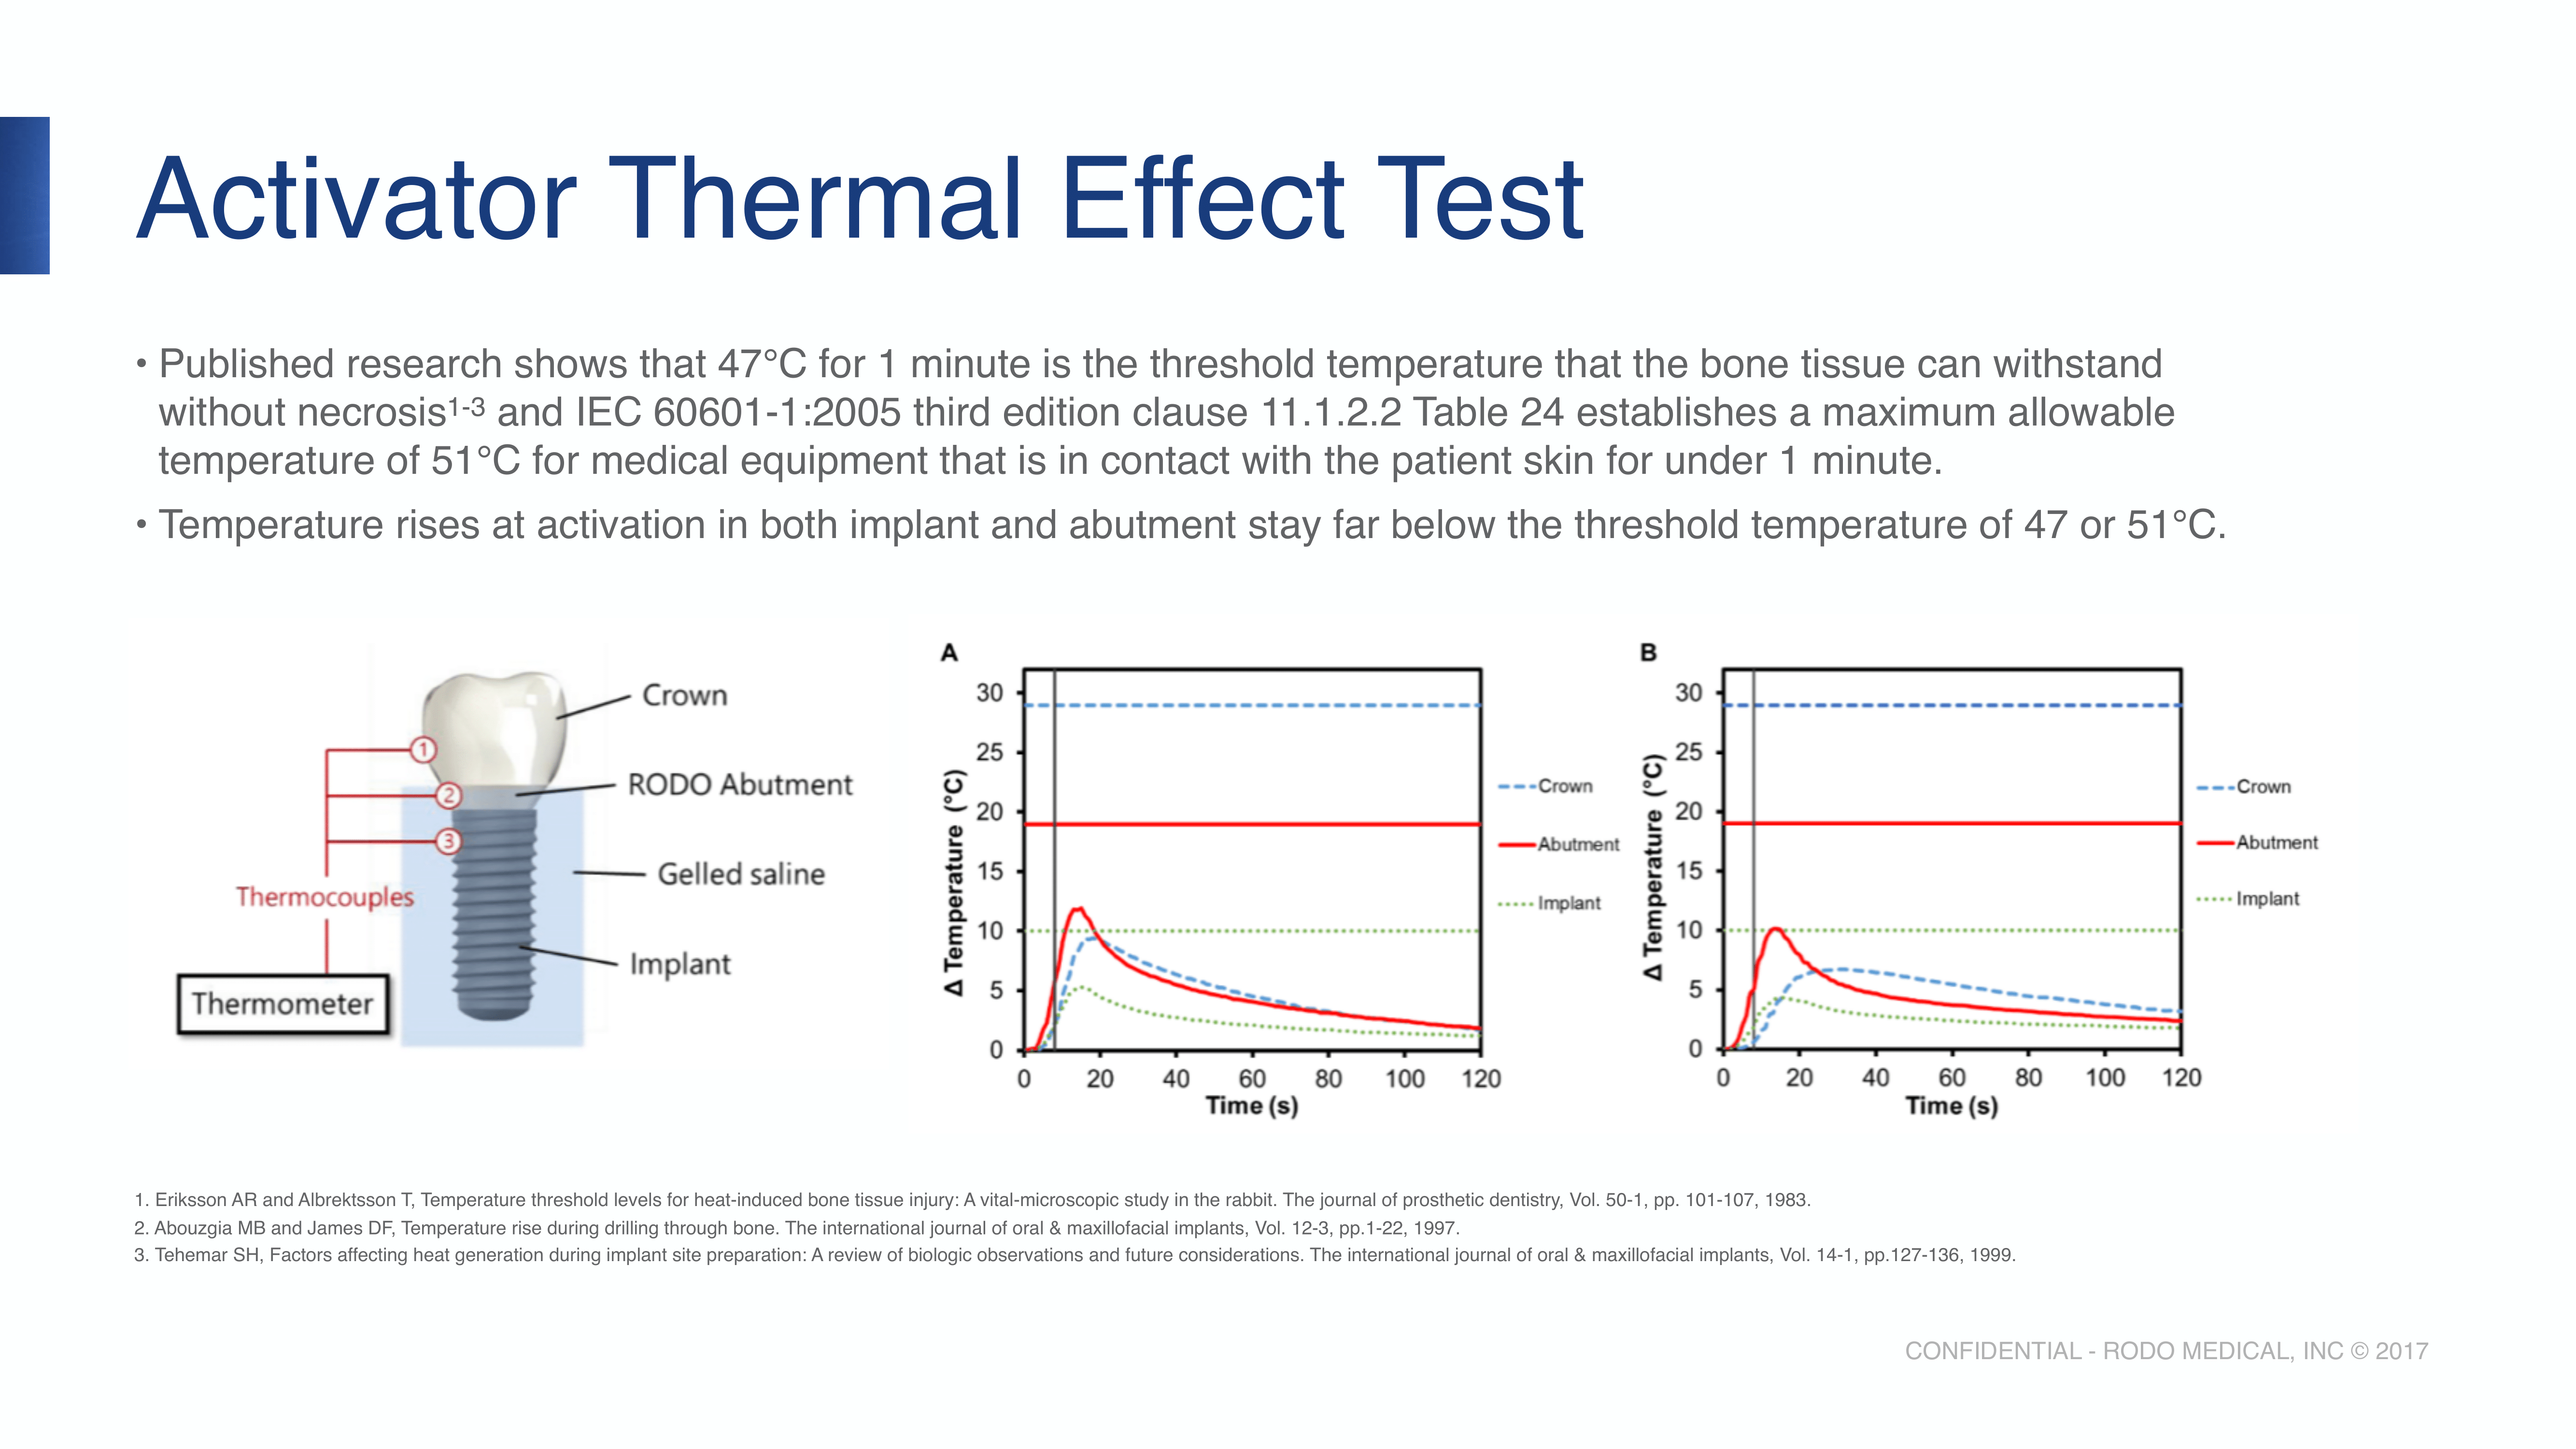 Activator Thermal Effect Test
• Published research shows that 47°C for 1 minute is the threshold temperature that the bone tissue can withstand
without necrosis1-3 and IEC 60601-1:2005 third edition clause 11.1.2.2 Table 24 establishes a maximum allowable
temperature of 51°C for medical equipment that is in contact with the patient skin for under 1 minute.
• Temperature rises at activation in both implant and abutment stay far below the threshold temperature of 47 or 51°C.
Crown
1
RODO Abutment
2
3
Gelled saline
Thermocouples
Implant
Thermometer
A
Δ Temperature (°C)
30
25
20
15
10
5
0
0 20 40 60 80 100 120
Time (s)
Crown
Abutment
Implant
B
Δ Temperature (°C)
30
25
20
15
10
5
0
0 20 40 60 80 100 120
Time (s)
Crown
Abutment
Implant
1. Eriksson AR and Albrektsson T, Temperature threshold levels for heat-induced bone tissue injury: A vital-microscopic study in the rabbit. The journal of prosthetic dentistry, Vol. 50-1, pp. 101-107, 1983.
2. Abouzgia MB and James DF, Temperature rise during drilling through bone. The international journal of oral & maxillofacial implants, Vol. 12-3, pp.1-22, 1997.
3. Tehemar SH, Factors affecting heat generation during implant site preparation: A review of biologic observations and future considerations. The international journal of oral & maxillofacial implants, Vol. 14-1, pp.127-136, 1999.
CONFIDENTIAL - RODO MEDICAL, INC © 2017